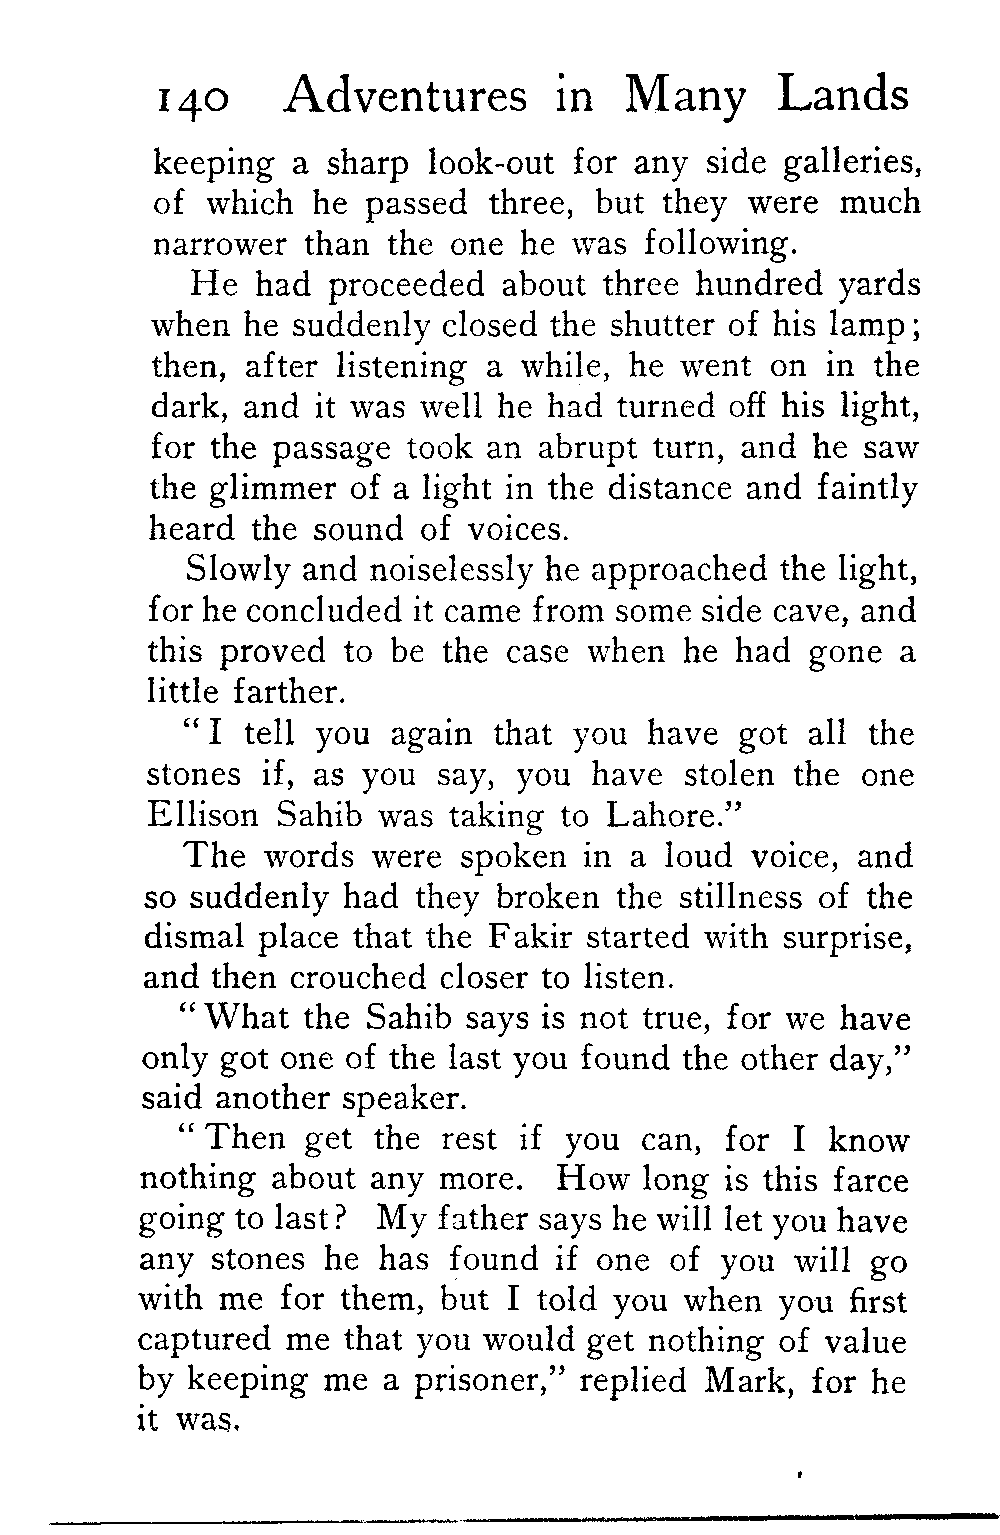 140 Adventures in Many Lands
keeping a sharp look-out for any side galleries,
of which he passed three, but they were much
narrower than the one he was following.
He had proceeded about three hundred yards
when he suddenly closed the shutter of his lamp;
then, after listening a while, he went on in the
dark, and it was well he had turned off his light,
for the passage took an abrupt turn, and he saw
the glimmer of a light in the distance and faintly
heard the sound of voices.
Slowly and noiselessly he approached the light,
for he concluded it came from some side cave, and
this proved to be the case when he had gone a
little farther.
“I tell you again that you have got all the
stones if, as you say, you have stolen the one
Ellison Sahib was taking to Lahore.”
The words were spoken in a loud voice, and
so suddenly had they broken the stillness of the
dismal place that the Fakir started with surprise,
and then crouched closer to listen.
“What the Sahib says is not true, for we have
only got one of the last you found the other day,”
said another speaker.
“Then get the rest if you can, for I know
nothing about any more. How long is this farce
going to last? My father says he will let you have
any stones he has found if one of you will go
with me for them, but I told you when you first
captured me that you would get nothing of value
by keeping me a prisoner,” replied Mark, for he
it was.